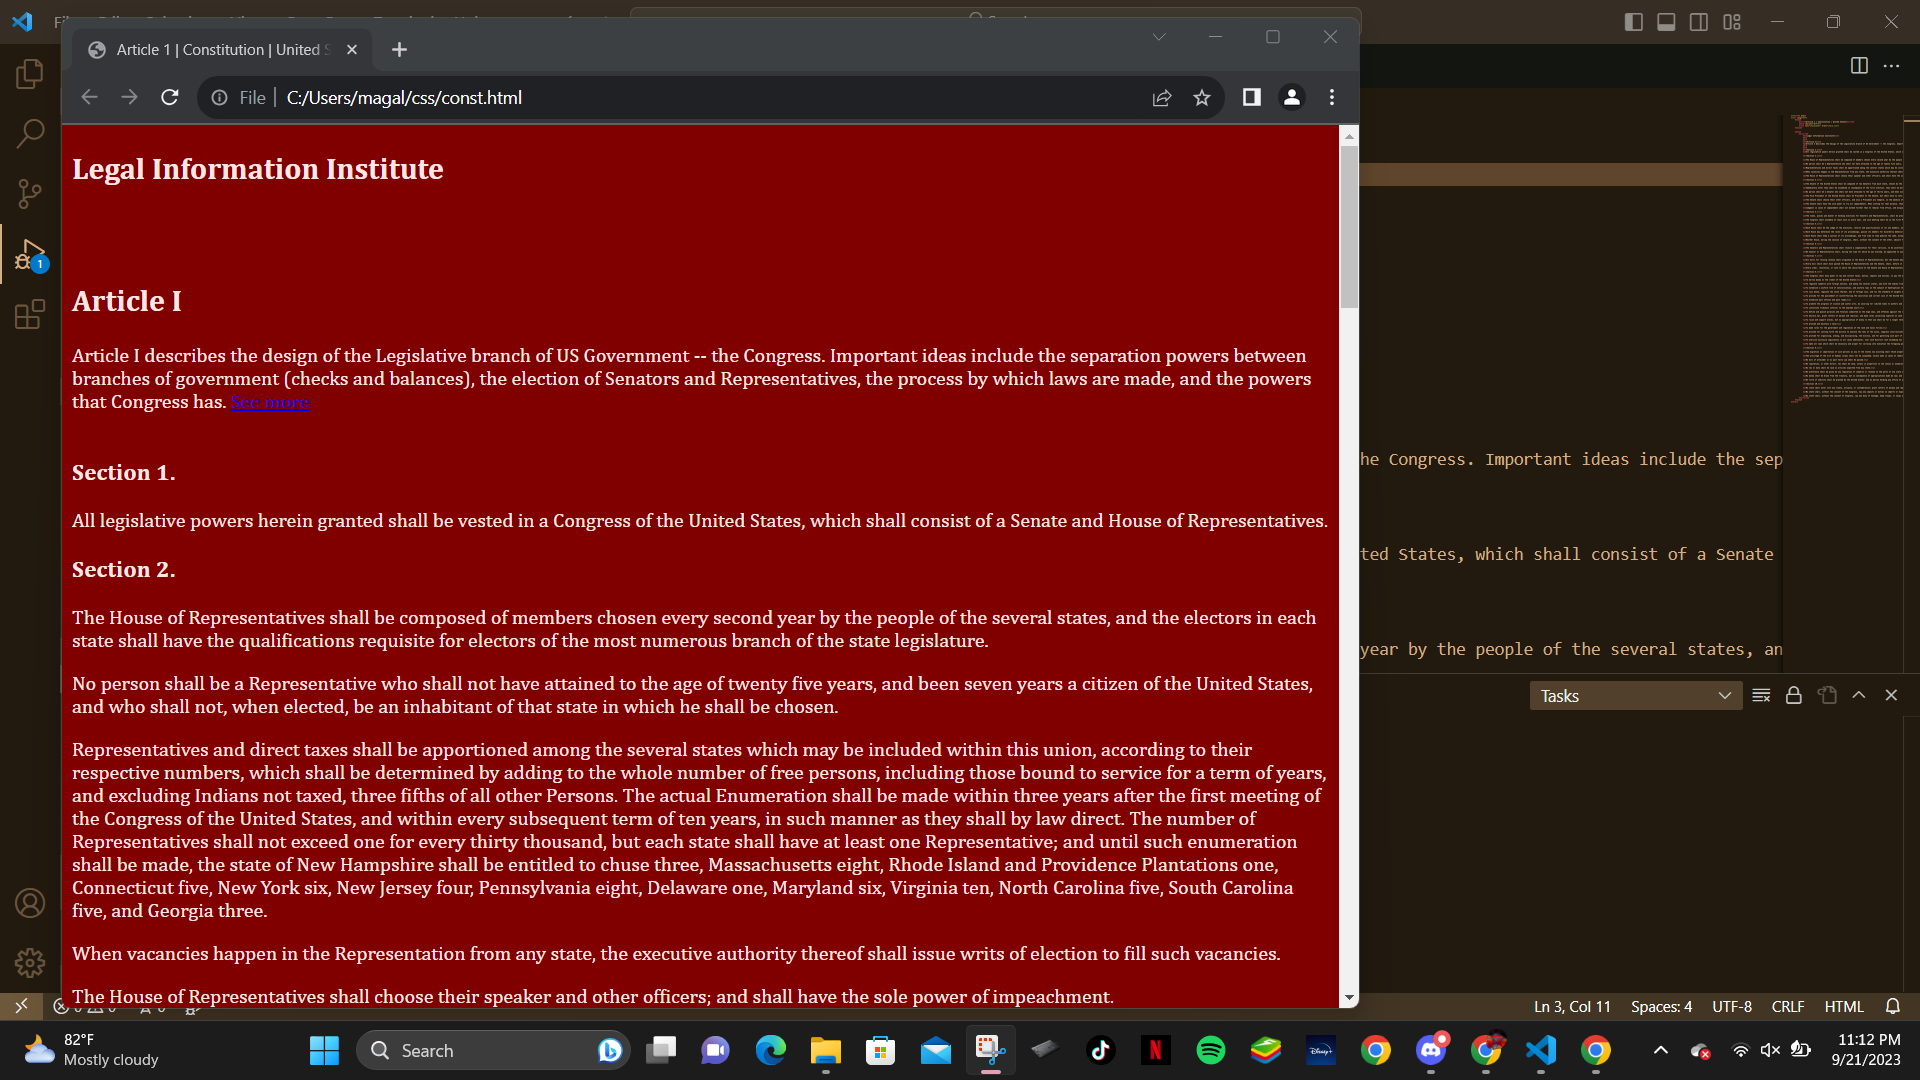 Article 1 | Constitution | United S
File
C:/Users/magal/css/const.html
Legal Information Institute
Article I
Article I describes the design of the Legislative branch of US Government -- the Congress. Important ideas include the separation powers between
branches of government (checks and balances), the election of Senators and Representatives, the process by which laws are made, and the powers
that Congress has. See more
Section 1.
All legislative powers herein granted shall be vested in a Congress of the United States, which shall consist of a Senate and House of Representatives.
Section 2.
The House of Representatives shall be composed of members chosen every second year by the people of the several states, and the electors in each
state shall have the qualifications requisite for electors of the most numerous branch of the state legislature.
No person shall be a Representative who shall not have attained to the age of twenty five years, and been seven years a citizen of the United States,
and who shall not, when elected, be an inhabitant of that state in which he shall be chosen.
Representatives and direct taxes shall be apportioned among the several states which may be included within this union, according to their
respective numbers, which shall be determined by adding to the whole number of free persons, including those bound to service for a term of years,
and excluding Indians not taxed, three fifths of all other Persons. The actual Enumeration shall be made within three years after the first meeting of
the Congress of the United States, and within every subsequent term of ten years, in such manner as they shall by law direct. The number of
Representatives shall not exceed one for every thirty thousand, but each state shall have at least one Representative; and until such enumeration
shall be made, the state of New Hampshire shall be entitled to chuse three, Massachusetts eight, Rhode Island and Providence Plantations one,
Connecticut five, New York six, New Jersey four, Pennsylvania eight, Delaware one, Maryland six, Virginia ten, North Carolina five, South Carolina
five, and Georgia three.
When vacancies happen in the Representation from any state, the executive authority thereof shall issue writs of election to fill such vacancies.
The House of Representatives shall choose their speaker and other officers; and shall have the sole power of impeachment.
he Congress. Important ideas include the sep
ted States, which shall consist of a Senate
year by the people of the several states, an
Tasks
1
Ln 3, Col 11
Spaces: 4
UTF-8
CRLF
HTML
82°F
Mostly cloudy
Search
Disney+
11:12 PM
9/21/2023